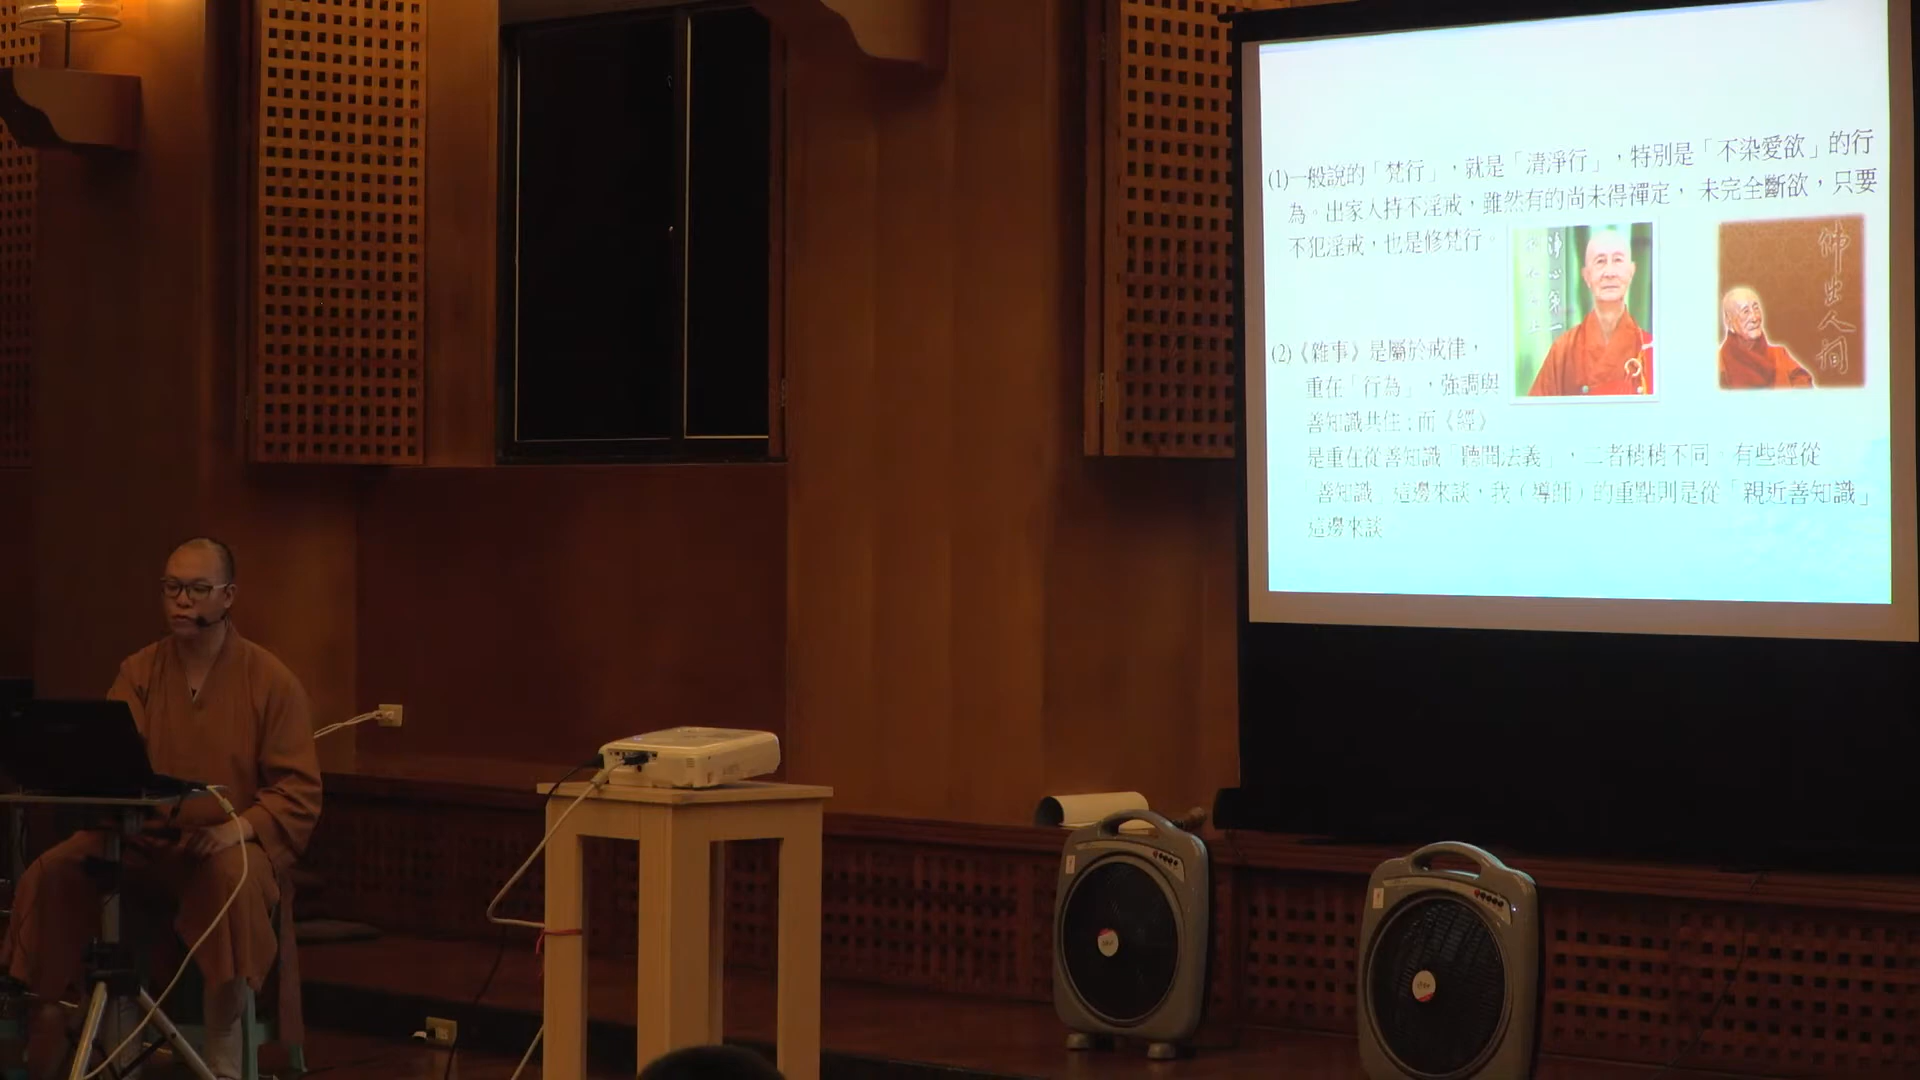 (1)一般說的「梵行」，就是「清淨行」，特別是「不染愛欲」的行
為。出家人持不淫戒，雖然有的尚未得禪定， 未完全斷欲，只要
不犯淫戒，也是修梵行。
淨心第一
佛出人间
(2)《雜事》是屬於戒律，
重在「行為」，強調與
善知識共住；而《經》
是重在從善知識「聽聞法義」，二者稍稍不同。有些經從
「善知識」這邊來談，我（導師）的重點則是從「親近善知識」
這邊來談